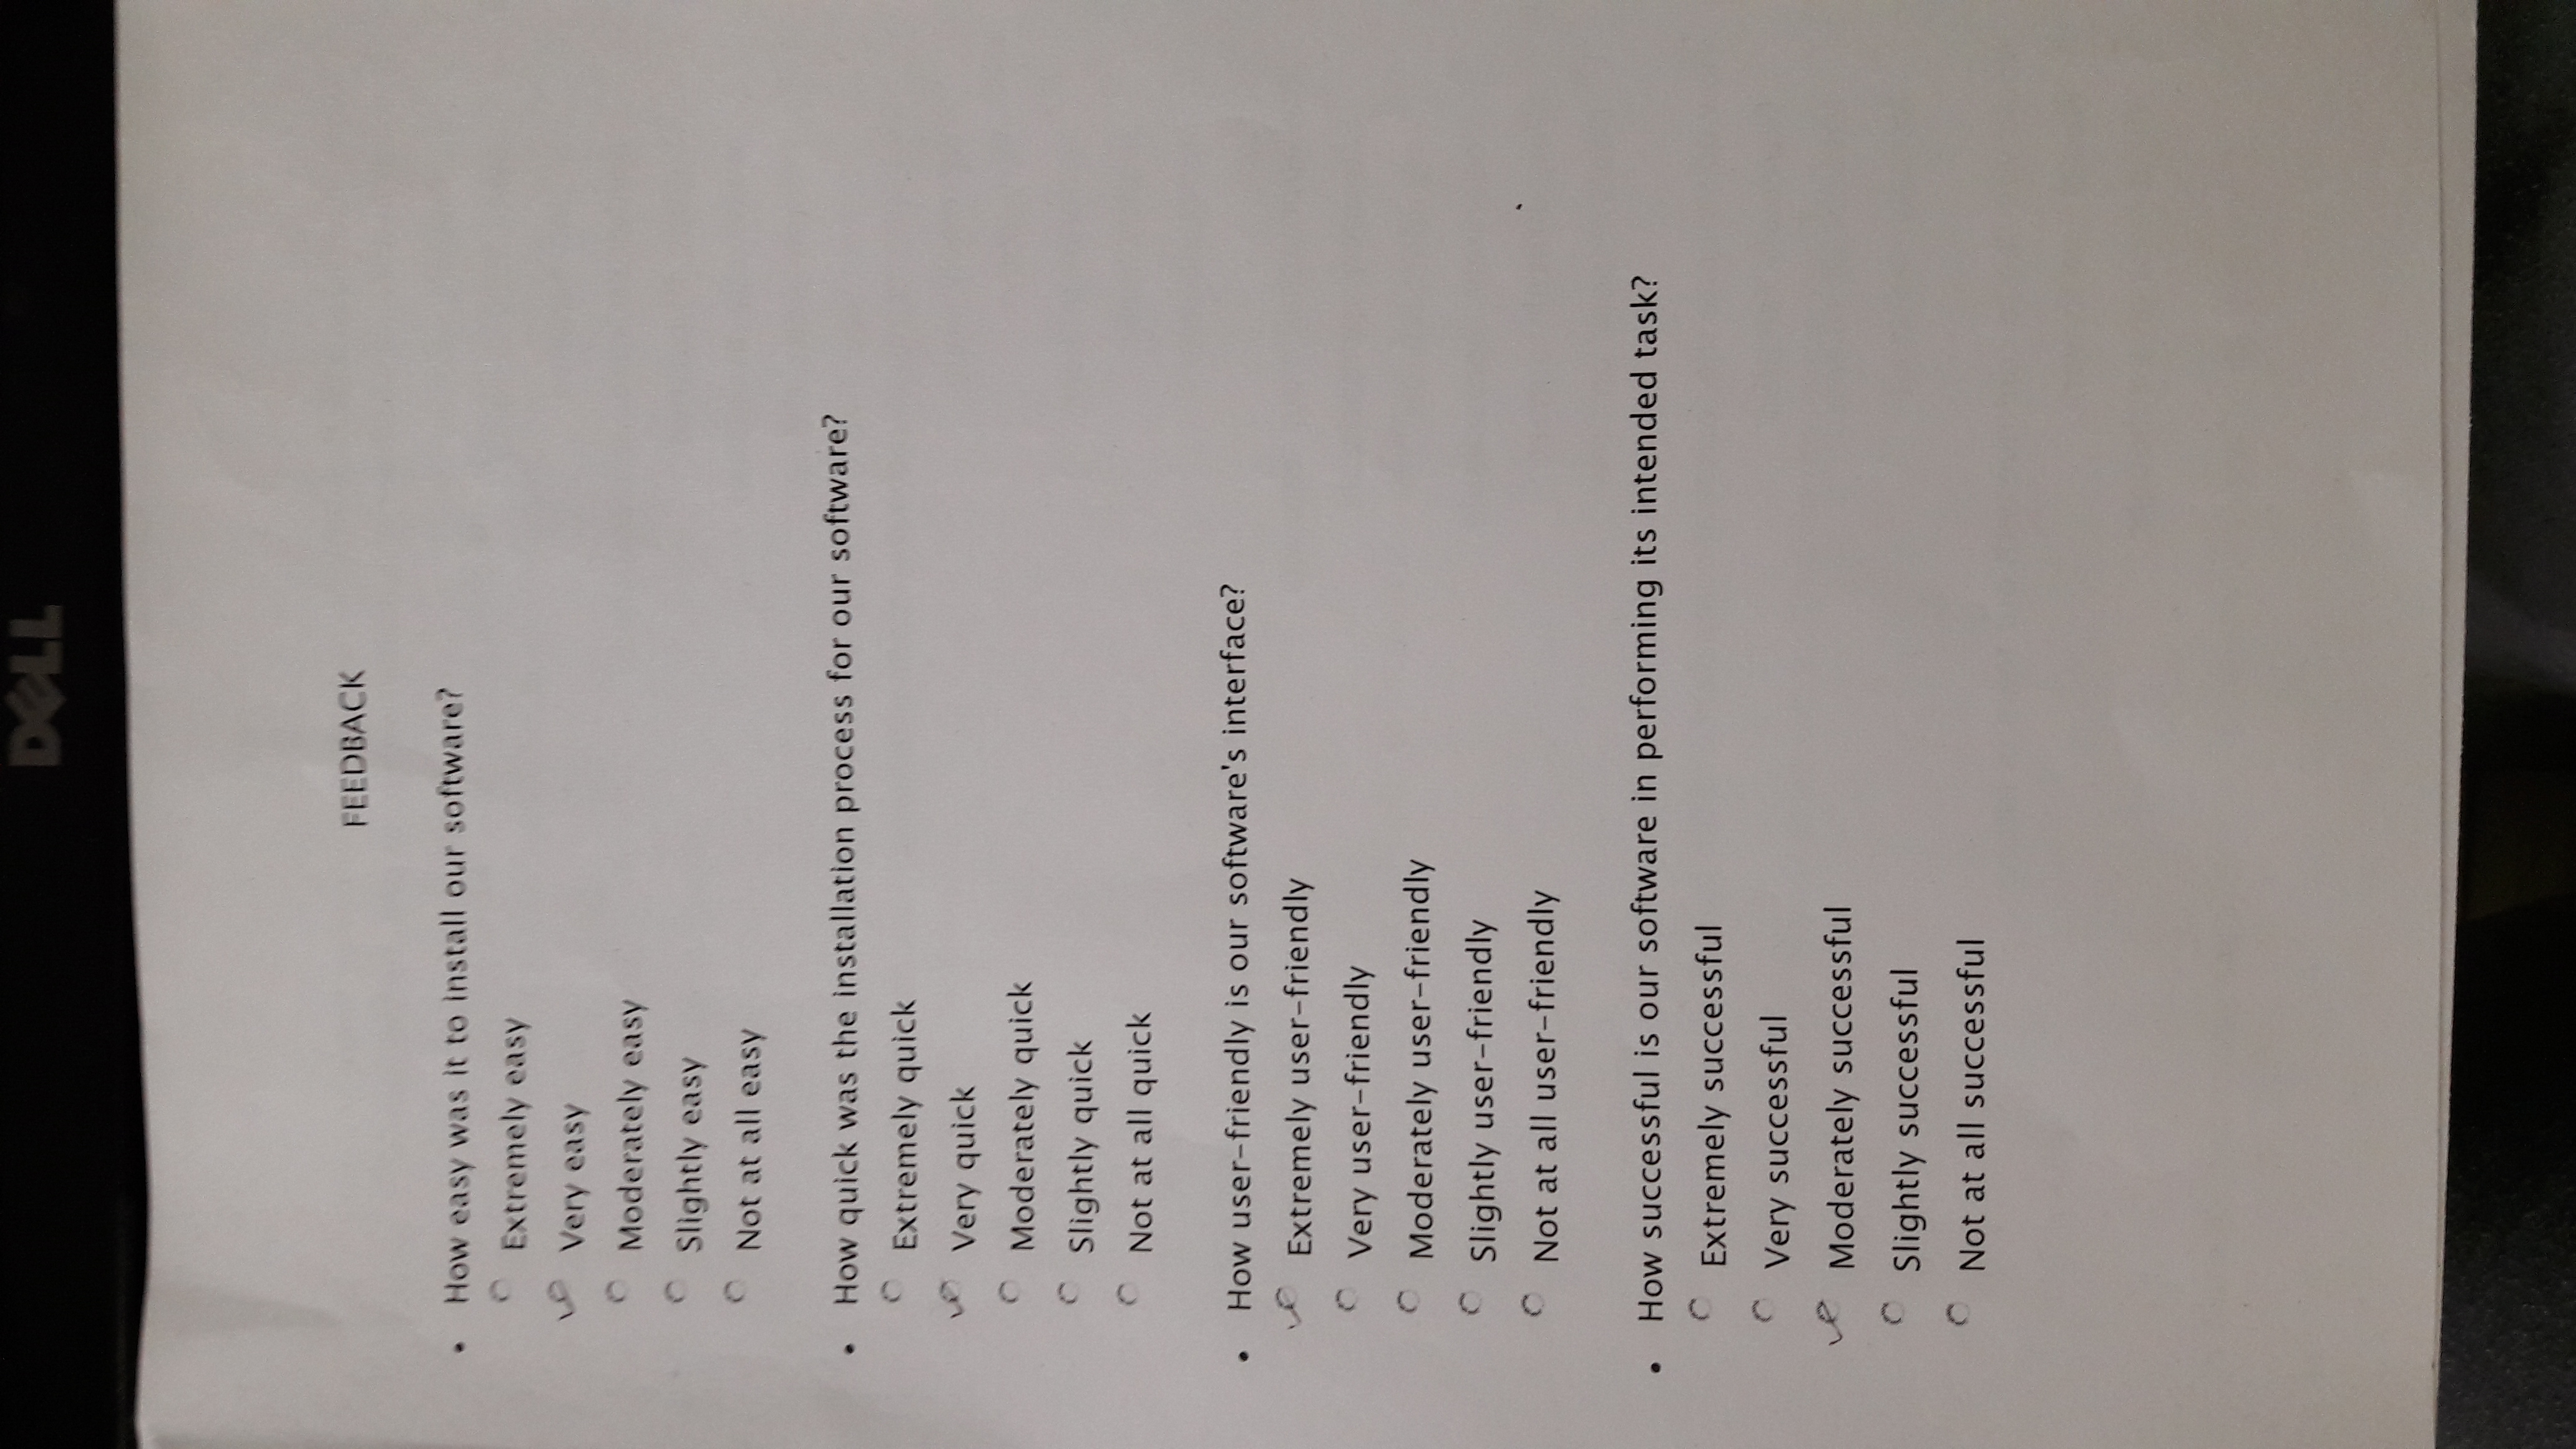 DELL
FEEDBACK
• How easy was it to install our software?
Extremely easy
Very easy
Moderately easy
Slightly easy
Not at all easy
• How quick was the installation process for our software?
Extremely quick
Very quick
Moderately quick
Slightly quick
Not at all quick
• How user-friendly is our software's interface?
Extremely user-friendly
Very user-friendly
Moderately user-friendly
Slightly user-friendly
Not at all user-friendly
• How successful is our software in performing its intended task?
Extremely successful
Very successful
Moderately successful
Slightly successful
Not at all successful